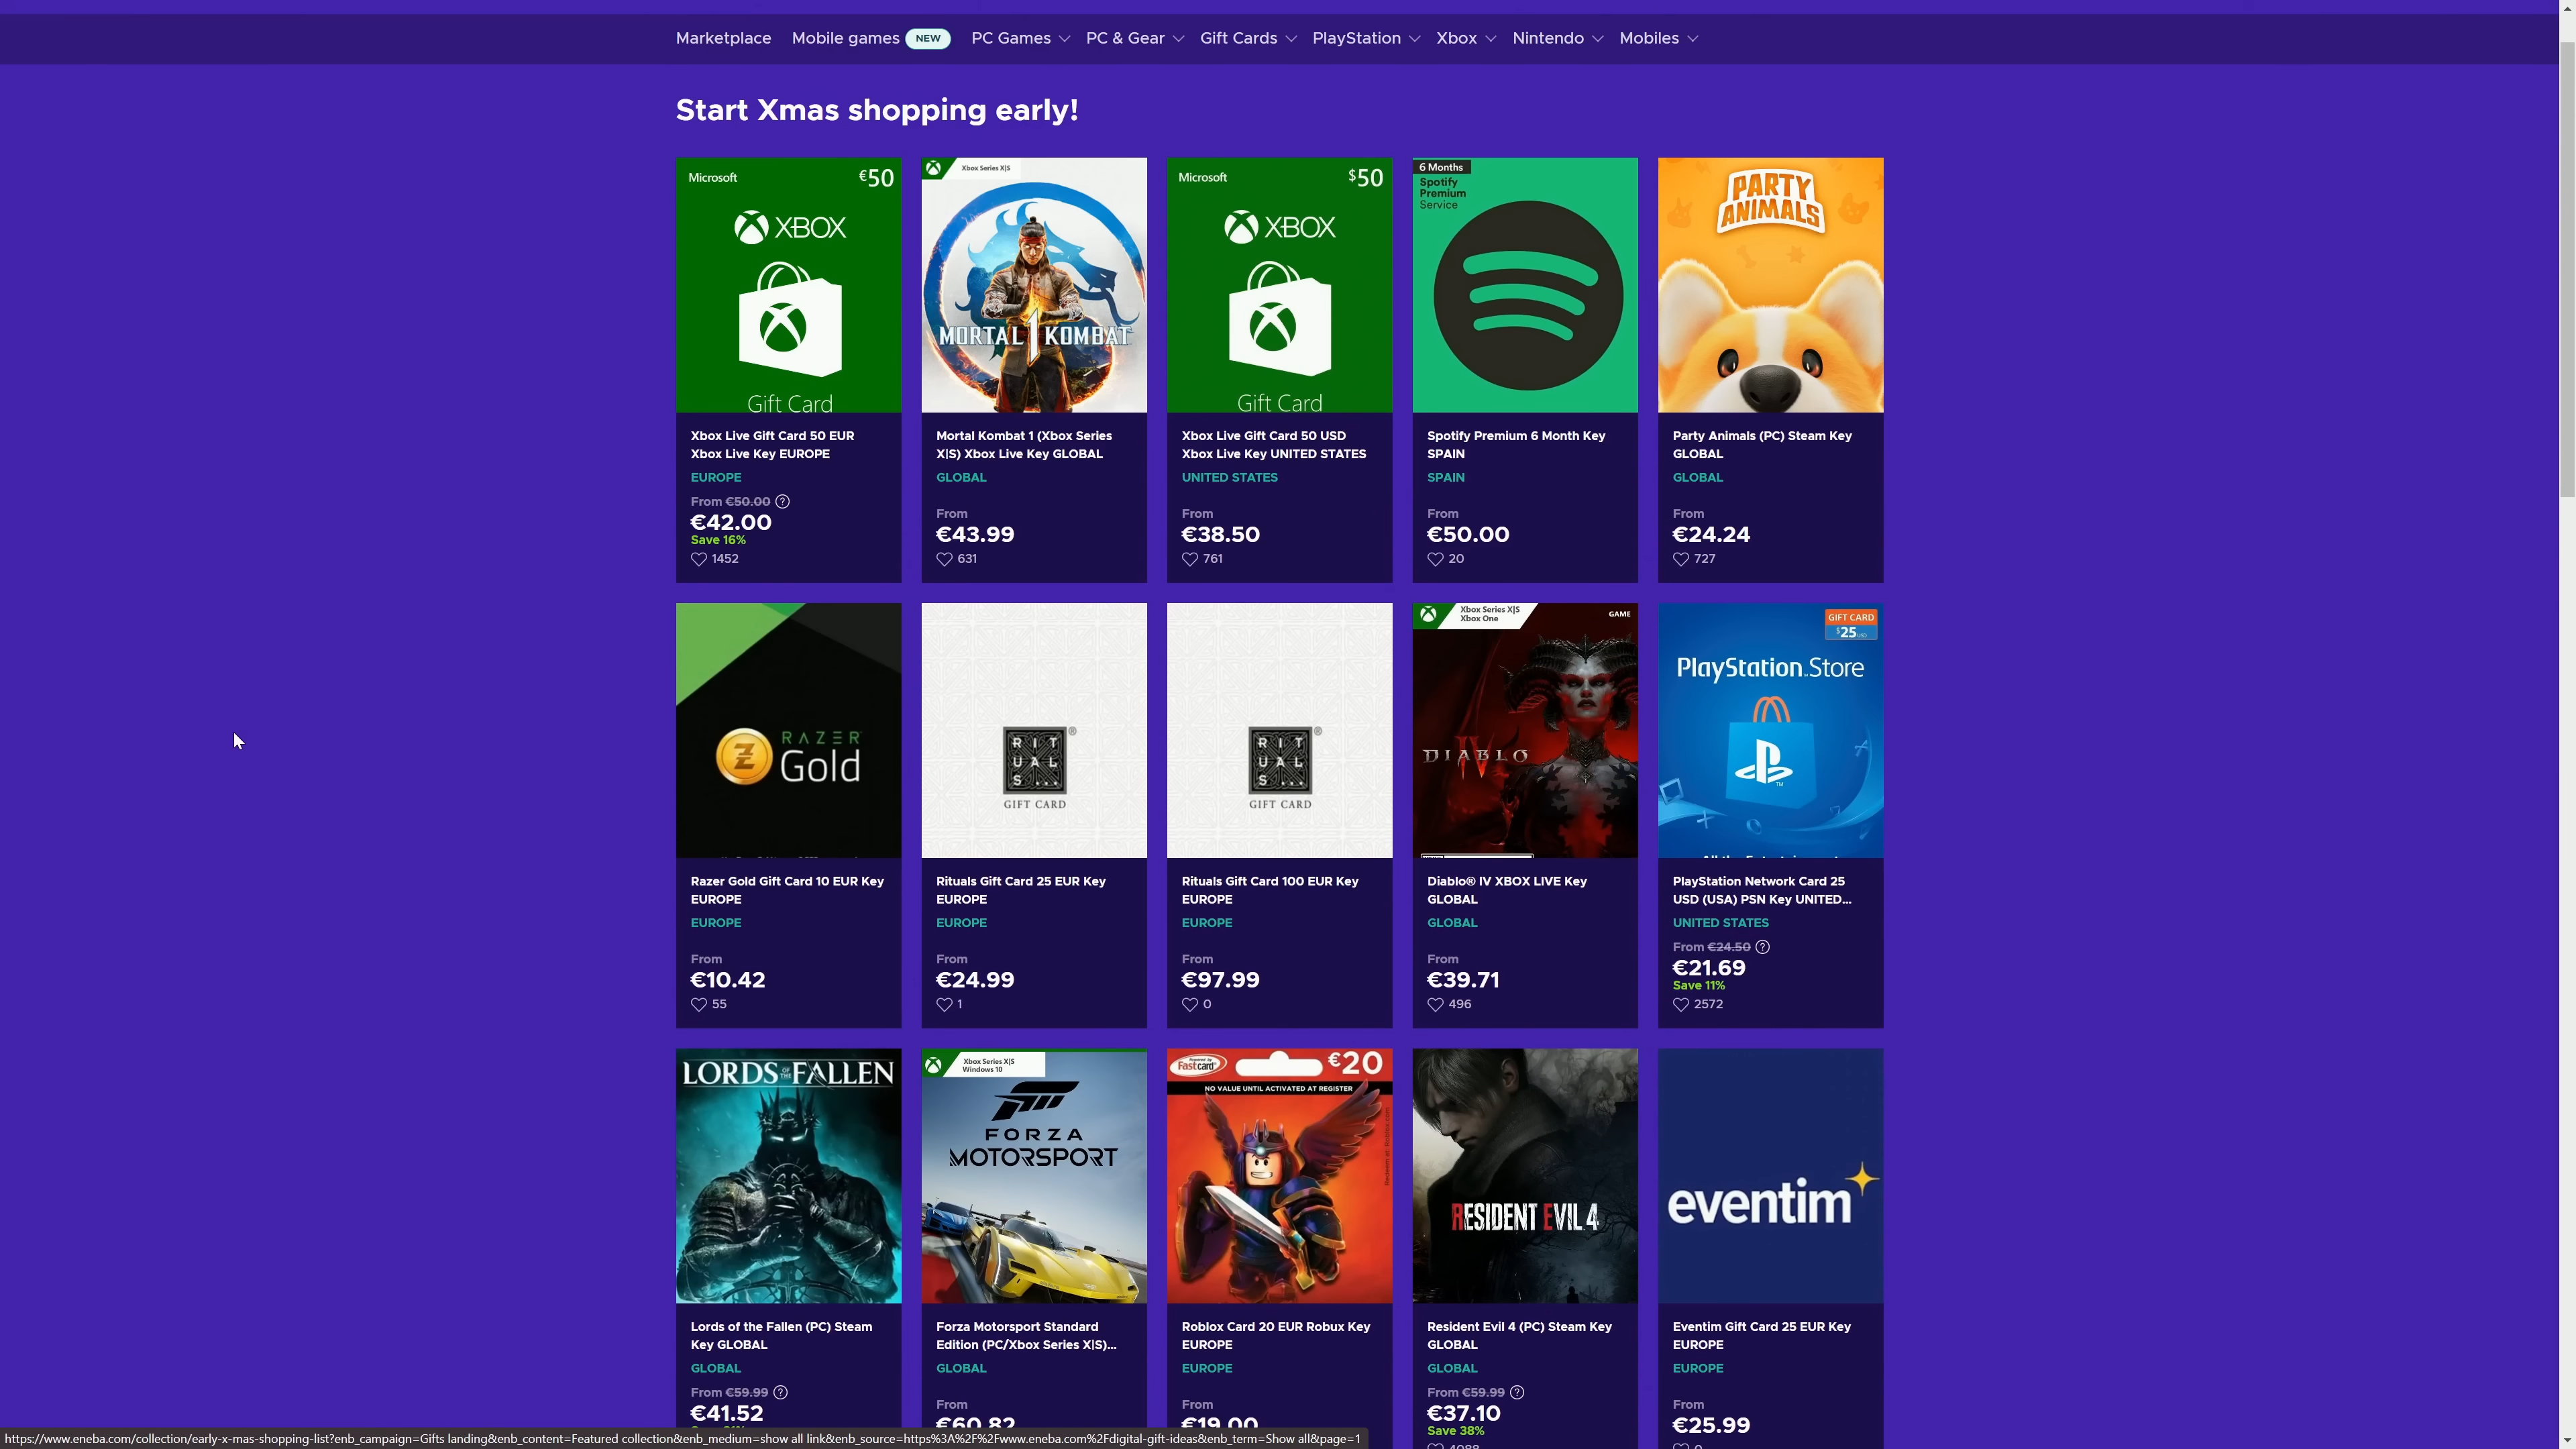 Marketplace Mobile games NEW PC Games PC & Gear Gift Cards PlayStation Xbox Nintendo Mobiles
Start Xmas shopping early!
Microsoft €50
XBOX
Gift Card
Xbox Live Gift Card 50 EUR
Xbox Live Key EUROPE
EUROPE
From €50.00
€42.00
Save 16%
1452
Xbox Series X|S
MORTAL KOMBAT 1
Mortal Kombat 1 (Xbox Series
X|S) Xbox Live Key GLOBAL
GLOBAL
From
€43.99
631
Microsoft $50
XBOX
Gift Card
Xbox Live Gift Card 50 USD
Xbox Live Key UNITED STATES
UNITED STATES
From
€38.50
761
6 Months
Spotify
Premium
Service
Spotify Premium 6 Month Key
SPAIN
SPAIN
From
€50.00
20
PARTY
ANIMALS
Party Animals (PC) Steam Key
GLOBAL
GLOBAL
From
€24.24
727
RAZER
Gold
Razer Gold Gift Card 10 EUR Key
EUROPE
EUROPE
From
€10.42
55
RIT
UAL
S...
®
GIFT CARD
Rituals Gift Card 25 EUR Key
EUROPE
EUROPE
From
€24.99
1
RIT
UAL
S...
®
GIFT CARD
Rituals Gift Card 100 EUR Key
EUROPE
EUROPE
From
€97.99
0
Xbox Series X|S
Xbox One
GAME
DIABLO
IV
Diablo® IV XBOX LIVE Key
GLOBAL
GLOBAL
From
€39.71
496
GIFT CARD
$25 USD
PlayStation Store
PlayStation Network Card 25
USD (USA) PSN Key UNITED...
UNITED STATES
From €24.50
€21.69
Save 11%
2572
LORDS OF THE FALLEN
Lords of the Fallen (PC) Steam
Key GLOBAL
GLOBAL
From €59.99
€41.52
Xbox Series X|S
Windows 10
FORZA
MOTORSPORT
Forza Motorsport Standard
Edition (PC/Xbox Series X|S)...
GLOBAL
From
€60.82
Fastcard €20
NO VALUE UNTIL ACTIVATED AT REGISTER
Redeem at Roblox.com
Roblox Card 20 EUR Robux Key
EUROPE
EUROPE
From
€19.00
RESIDENT EVIL 4
Resident Evil 4 (PC) Steam Key
GLOBAL
GLOBAL
From €59.99
€37.10
Save 38%
eventim
Eventim Gift Card 25 EUR Key
EUROPE
EUROPE
From
€25.99
https://www.eneba.com/collection/early-x-mas-shopping-list?enb_campaign=Gifts landing&enb_content=Featured collection&enb_medium=show all link&enb_source=https%3A%2F%2Fwww.eneba.com%2Fdigital-gift-ideas&enb_term=Show all&page=1